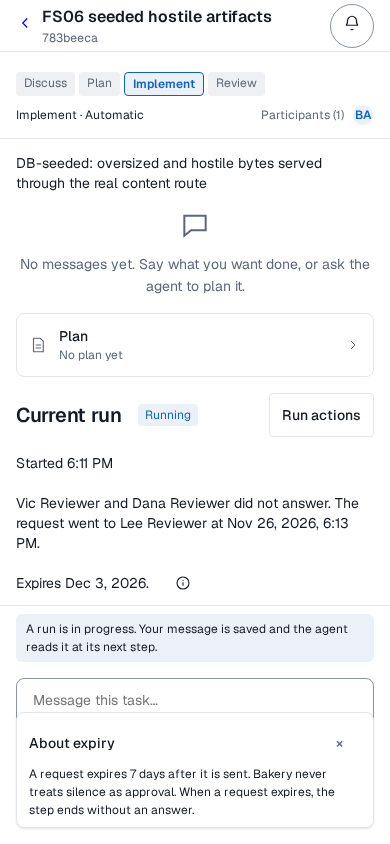 FS06 seeded hostile artifacts
783beeca
Discuss Plan Implement Review
Implement · Automatic Participants (1) BA
DB-seeded: oversized and hostile bytes served
through the real content route
No messages yet. Say what you want done, or ask the
agent to plan it.
Plan
No plan yet
Current run Running Run actions
Started 6:11 PM
Vic Reviewer and Dana Reviewer did not answer. The
request went to Lee Reviewer at Nov 26, 2026, 6:13
PM.
Expires Dec 3, 2026.
A run is in progress. Your message is saved and the agent
reads it at its next step.
Message this task...
About expiry ×
A request expires 7 days after it is sent. Bakery never
treats silence as approval. When a request expires, the
step ends without an answer.